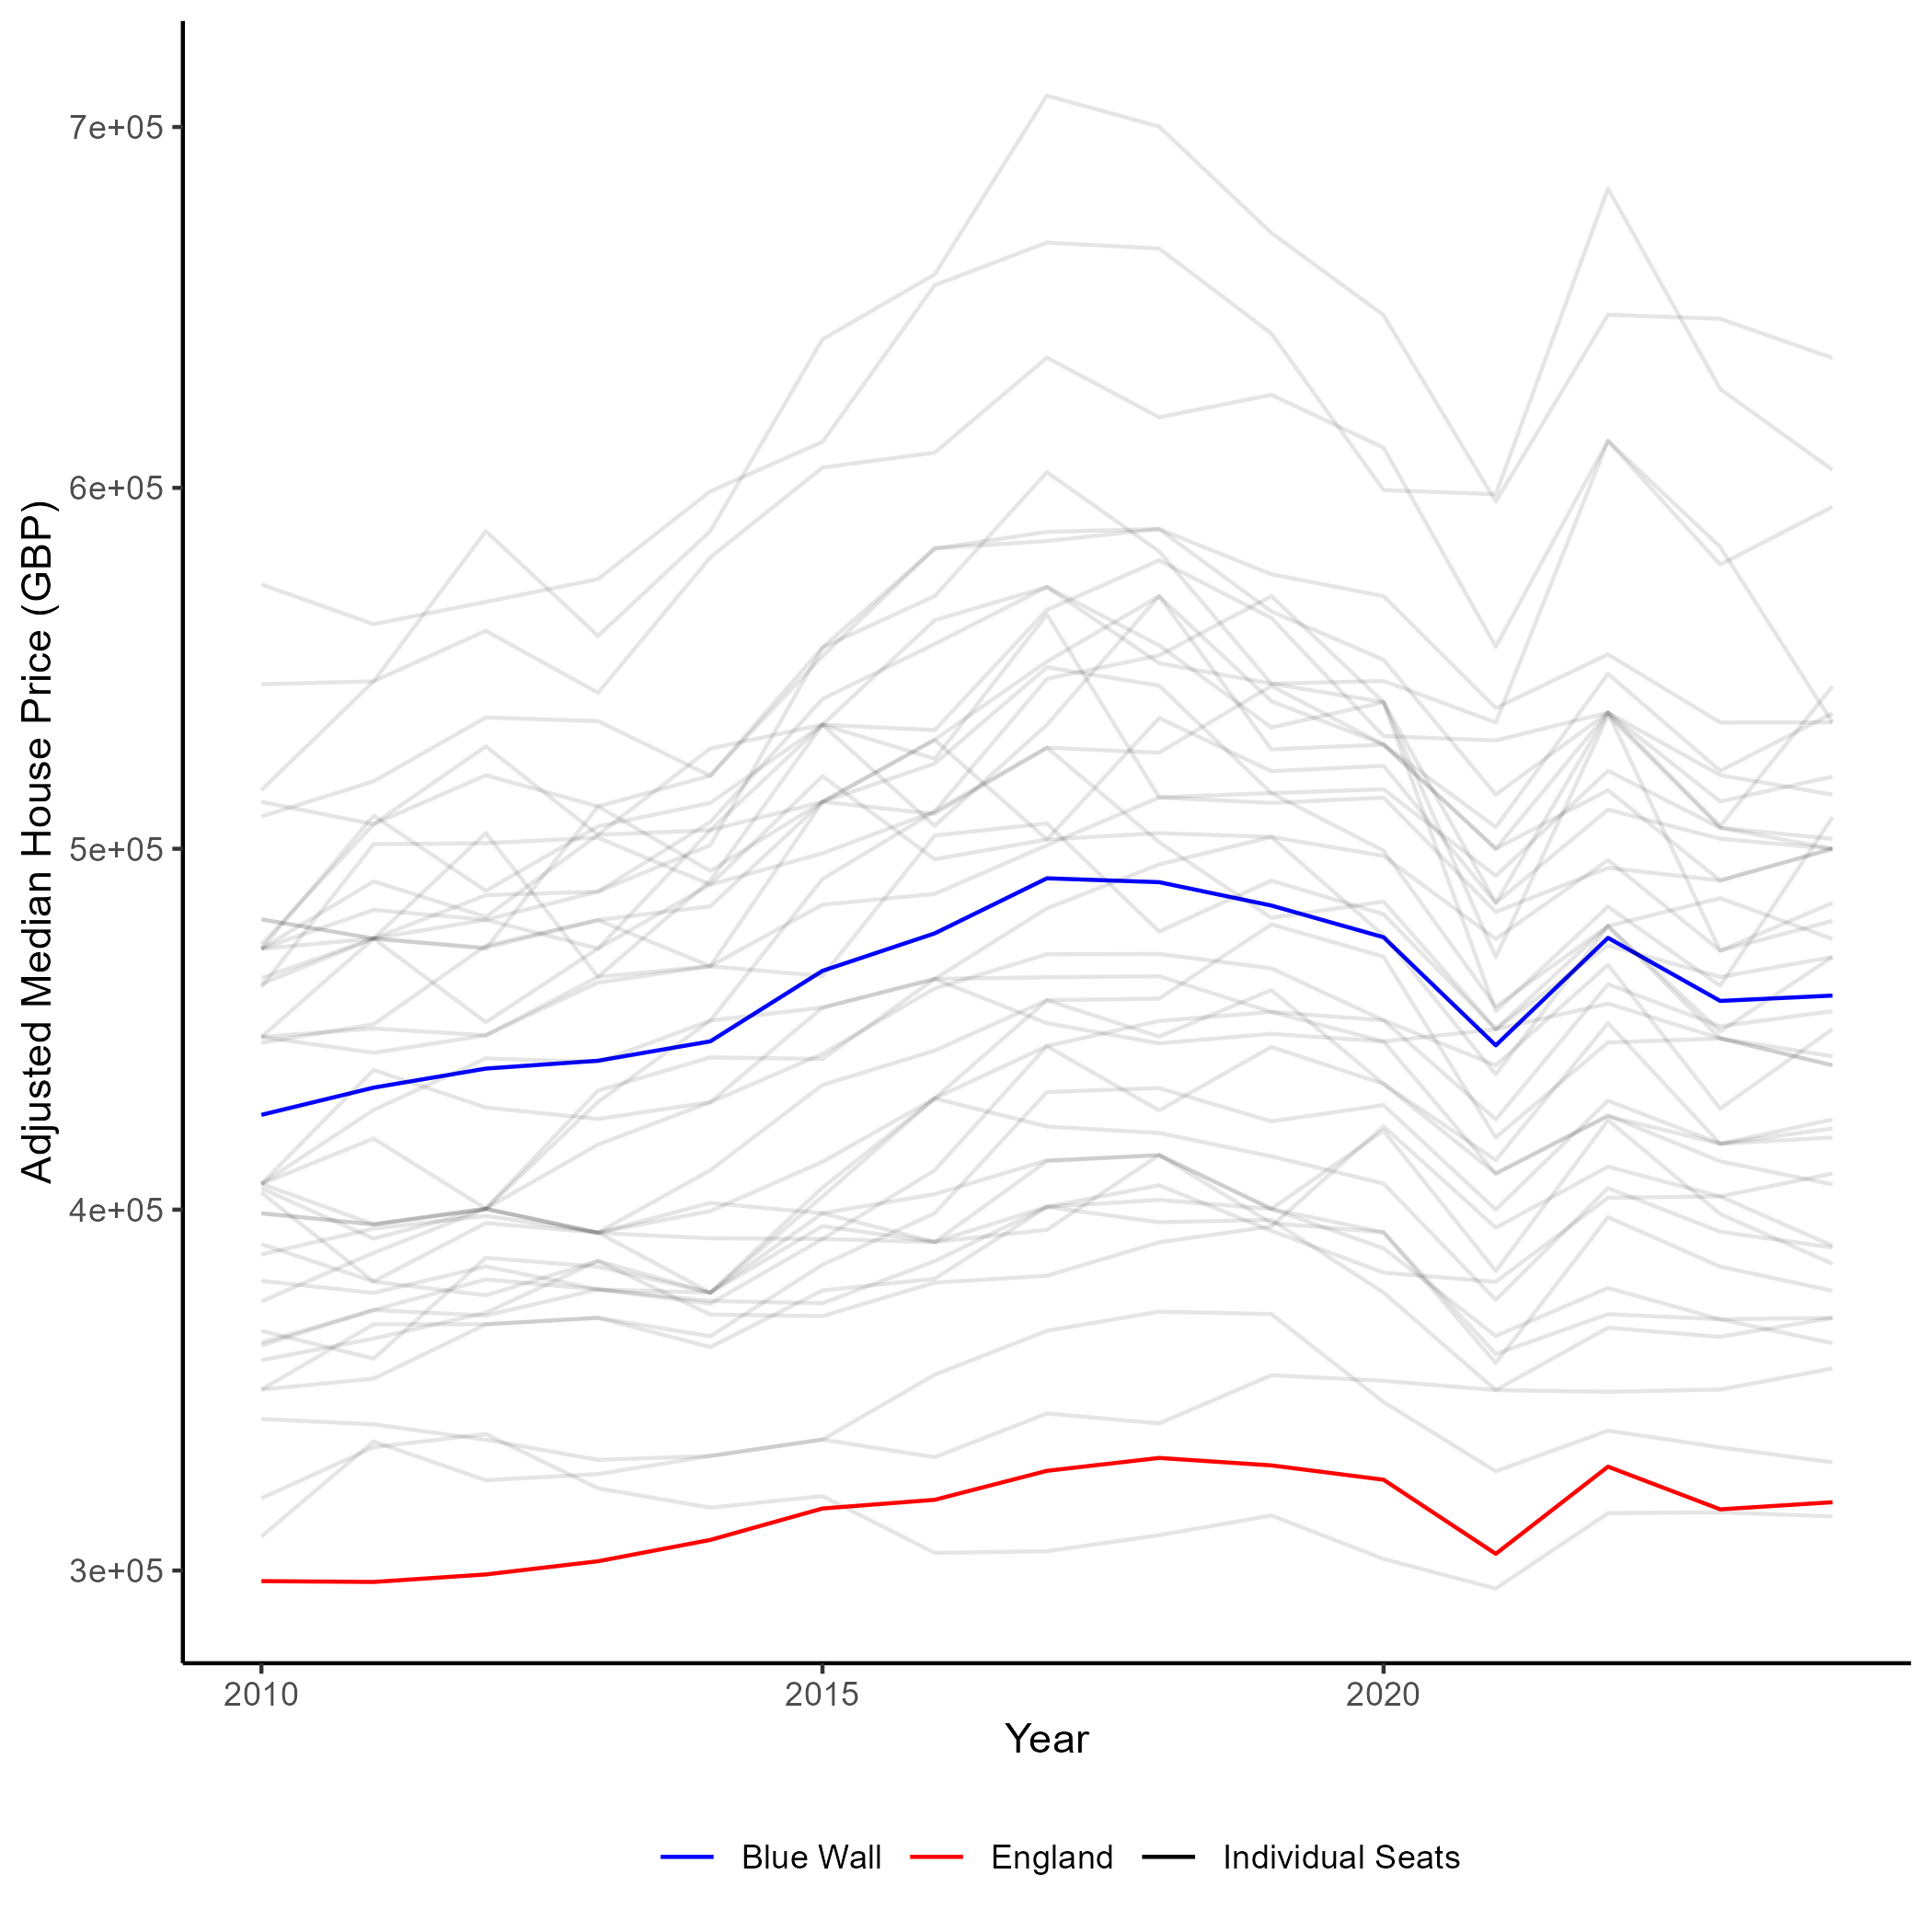 Adjusted Median House Price (GBP)
7e+05
6e+05
5e+05
4e+05
3e+05
2010 2015 2020
Year
Blue Wall England Individual Seats